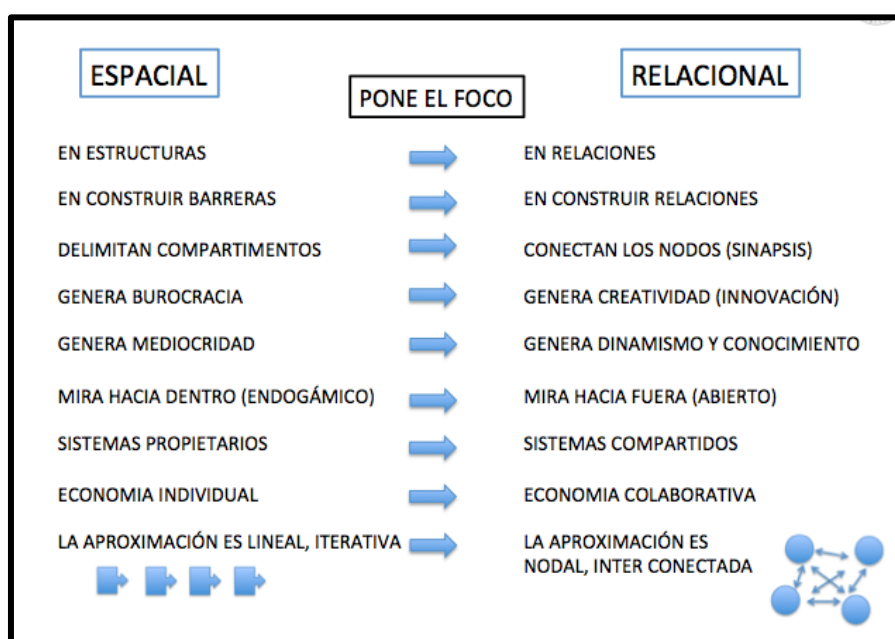 ESPACIAL
PONE EL FOCO
RELACIONAL
EN ESTRUCTURAS
EN RELACIONES
EN CONSTRUIR BARRERAS
EN CONSTRUIR RELACIONES
DELIMITAN COMPARTIMENTOS
CONECTAN LOS NODOS (SINAPSIS)
GENERA BUROCRACIA
GENERA CREATIVIDAD (INNOVACIÓN)
GENERA MEDIOCRIDAD
GENERA DINAMISMO Y CONOCIMIENTO
MIRA HACIA DENTRO (ENDOGÁMICO)
MIRA HACIA FUERA (ABIERTO)
SISTEMAS PROPIETARIOS
SISTEMAS COMPARTIDOS
ECONOMIA INDIVIDUAL
ECONOMIA COLABORATIVA
LA APROXIMACIÓN ES LINEAL, ITERATIVA
LA APROXIMACIÓN ES
NODAL, INTER CONECTADA